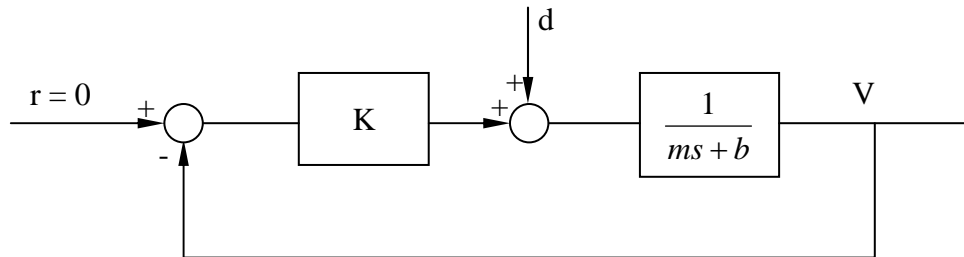 d
r = 0
+
-
K
+
+
1
ms + b
V